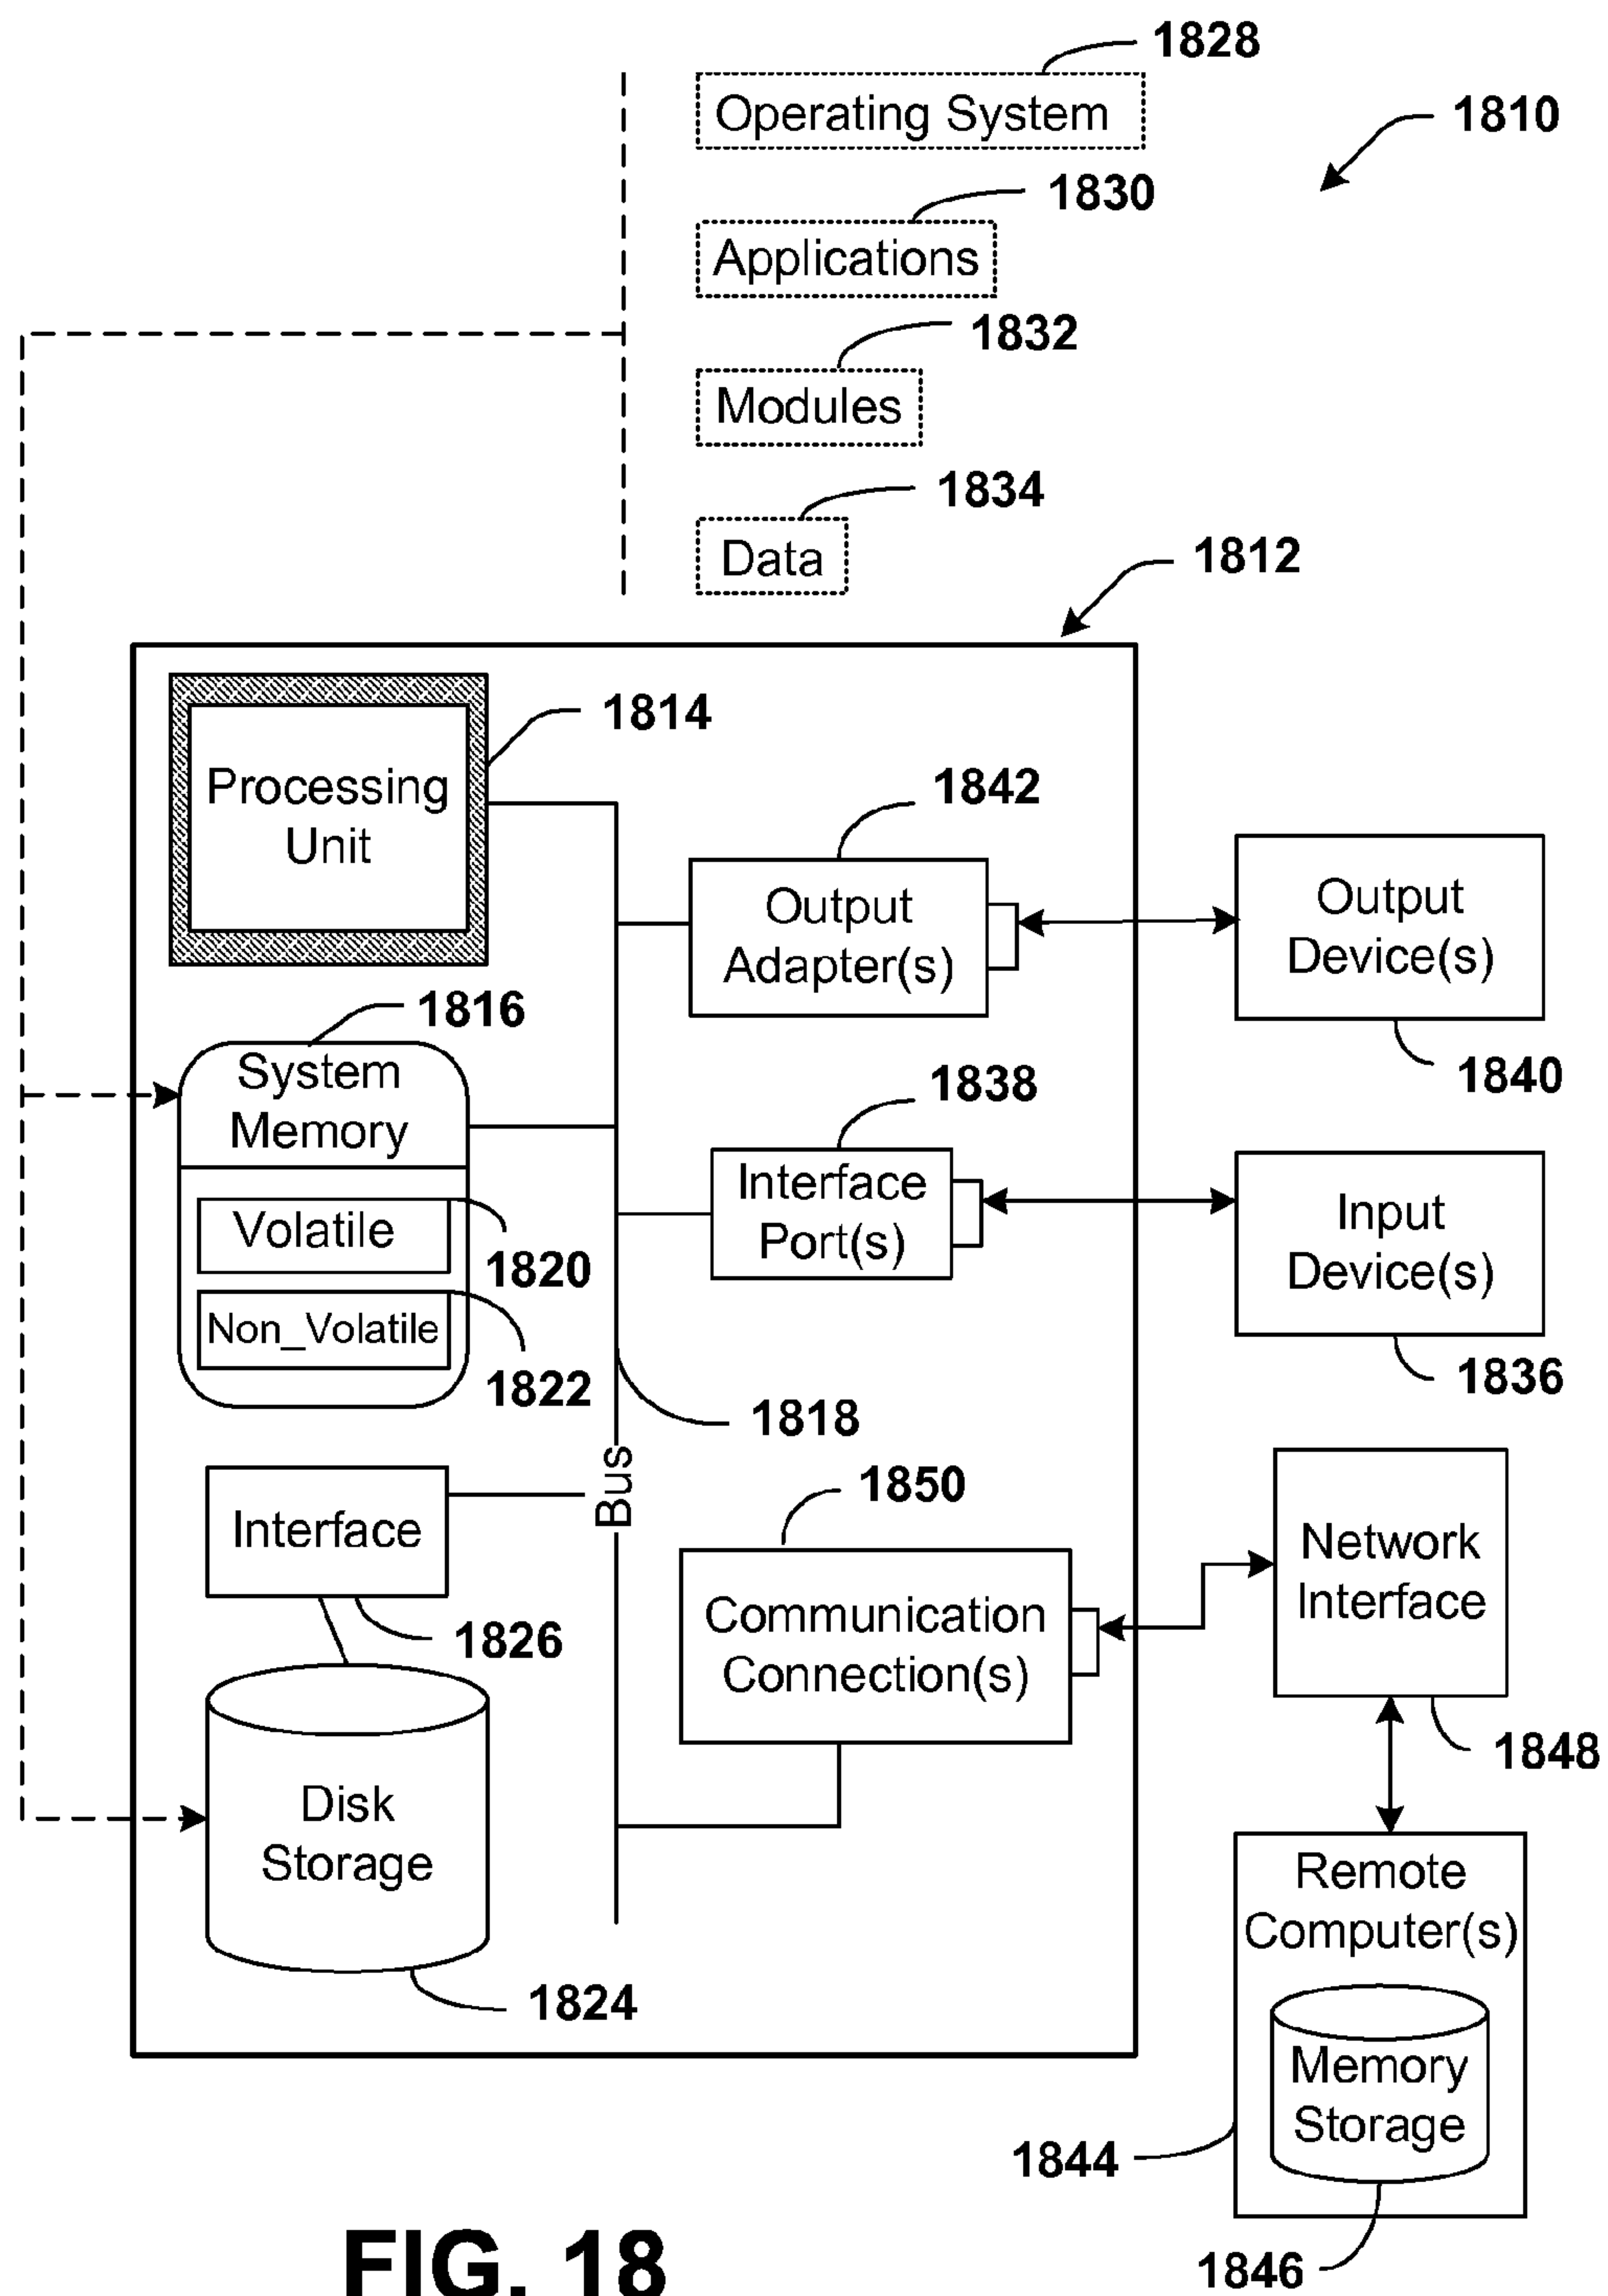 1828
Operating System
1810
1830
Applications
1832
Modules
1834
Data
1812
1814
Processing
Unit
1842
Output
Adapter(s)
Output
Device(s)
1840
1816
System
Memory
Volatile
1820
Non_Volatile
1822
1838
Interface
Port(s)
Input
Device(s)
1836
1818
Bus
Interface
1826
1850
Communication
Connection(s)
Network
Interface
1848
Disk
Storage
1824
Remote
Computer(s)
Memory
Storage
1844
1846
FIG. 18